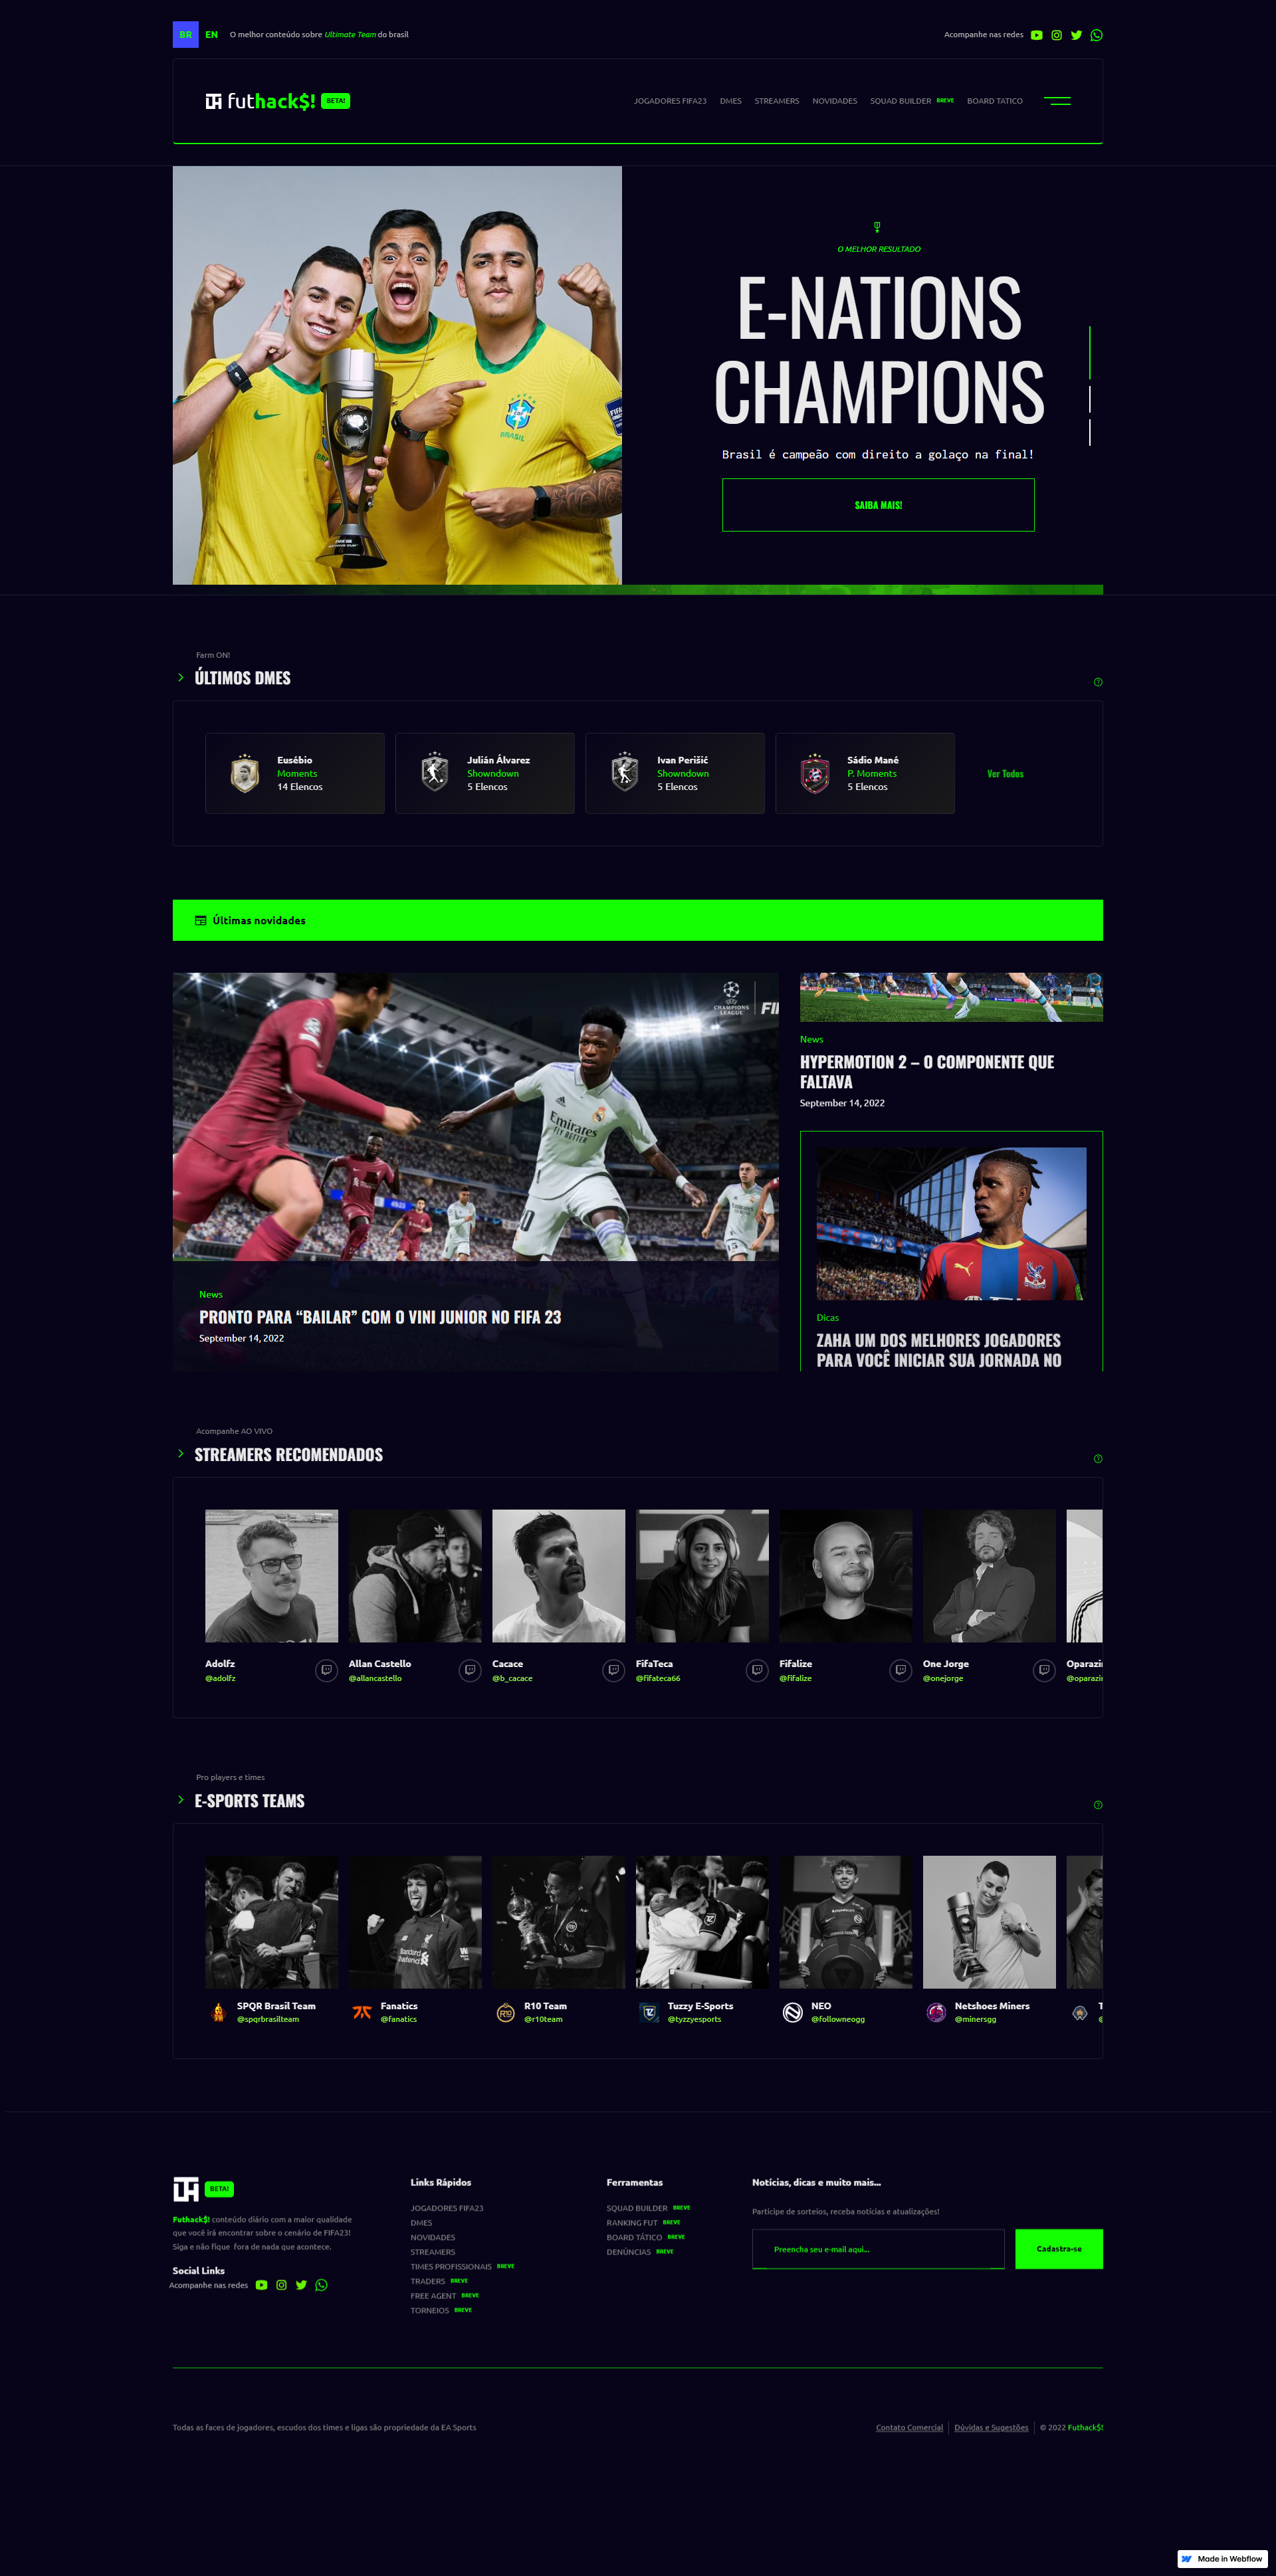 BR EN O melhor conteúdo sobre Ultimate Team do brasil
Acompanhe nas redes
futhack$! BETA!
JOGADORES FIFA23 DMES STREAMERS NOVIDADES SQUAD BUILDER BREVE BOARD TATICO
O MELHOR RESULTADO
E-NATIONS
CHAMPIONS
Brasil é campeão com direito a golaço na final!
SAIBA MAIS!
BRASIL
Farm ON!
ÚLTIMOS DMES
Eusébio
Moments
14 Elencos
Julián Álvarez
Showndown
5 Elencos
Ivan Perišić
Showndown
5 Elencos
Sádio Mané
P. Moments
5 Elencos
Ver Todos
Últimas novidades
CHAMPIONS
LEAGUE
Emirates
FLY BETTER
News
PRONTO PARA “BAILAR” COM O VINI JUNIOR NO FIFA 23
September 14, 2022
News
HYPERMOTION 2 – O COMPONENTE QUE
FALTAVA
September 14, 2022
Dicas
ZAHA UM DOS MELHORES JOGADORES
PARA VOCÊ INICIAR SUA JORNADA NO
Acompanhe AO VIVO
STREAMERS RECOMENDADOS
Adolfz
@adolfz
Allan Castello
@allancastello
Cacace
@b_cacace
FifaTeca
@fifateca66
Fifalize
@fifalize
One Jorge
@onejorge
Pro players e times
E-SPORTS TEAMS
SPQR Brasil Team
@spqrbrasilteam
Fanatics
@fanatics
R10 Team
@r10team
Tuzzy E-Sports
@tyzzyesports
NEO
@followneogg
Netshoes Miners
@minersgg
BETA!
Futhack$! conteúdo diário com a maior qualidade
que você irá encontrar sobre o cenário de FIFA23!
Siga e não fique fora de nada que acontece.
Social Links
Acompanhe nas redes
Links Rápidos
JOGADORES FIFA23
DMES
NOVIDADES
STREAMERS
TIMES PROFISSIONAIS BREVE
TRADERS BREVE
FREE AGENT BREVE
TORNEIOS BREVE
Ferramentas
SQUAD BUILDER BREVE
RANKING FUT BREVE
BOARD TÁTICO BREVE
DENÚNCIAS BREVE
Notícias, dicas e muito mais...
Participe de sorteios, receba notícias e atualizações!
Preencha seu e-mail aqui...
Cadastra-se
Todas as faces de jogadores, escudos dos times e ligas são propriedade da EA Sports
Contato Comercial Dúvidas e Sugestões © 2022 Futhack$!
Made in Webflow